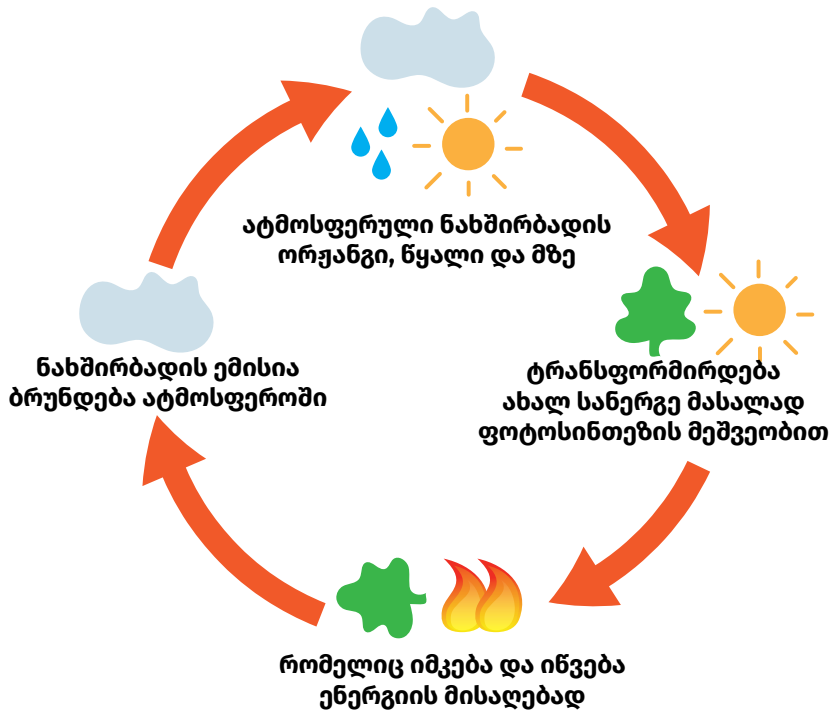 ატმოსფერული ნახშირბადის
ორჟანგი, წყალი და მზე
ტრანსფორმირდება
ახალ სანერგე მასალად
ფოტოსინთეზის მეშვეობით
რომელიც იმკება და იწვება
ენერგიის მისაღებად
ნახშირბადის ემისია
ბრუნდება ატმოსფეროში